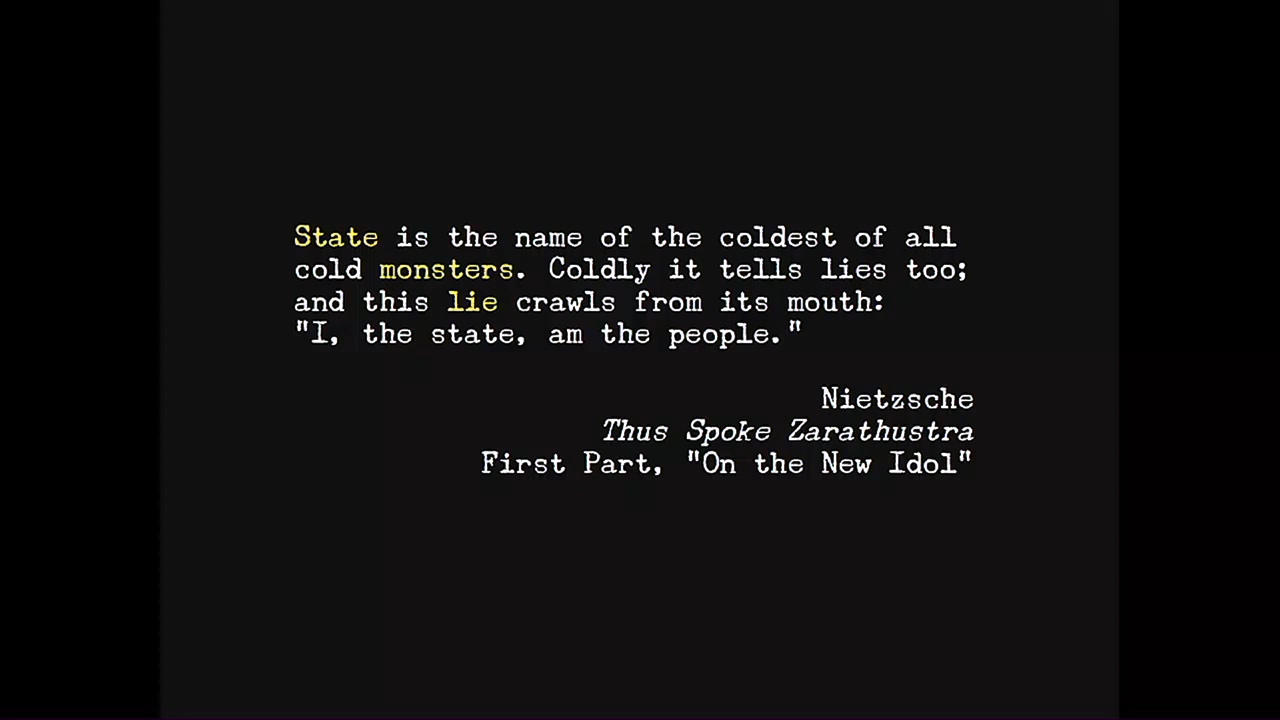 State is the name of the coldest of all
cold monsters. Coldly it tells lies too;
and this lie crawls from its mouth:
"I, the state, am the people."
Nietzsche
Thus Spoke Zarathustra
First Part, "On the New Idol"